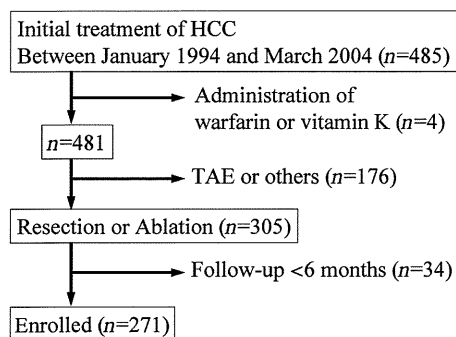 Initial treatment of HCC
Between January 1994 and March 2004 (n=485)
Administration of
warfarin or vitamin K (n=4)
n=481
TAE or others (n=176)
Resection or Ablation (n=305)
Follow-up <6 months (n=34)
Enrolled (n=271)